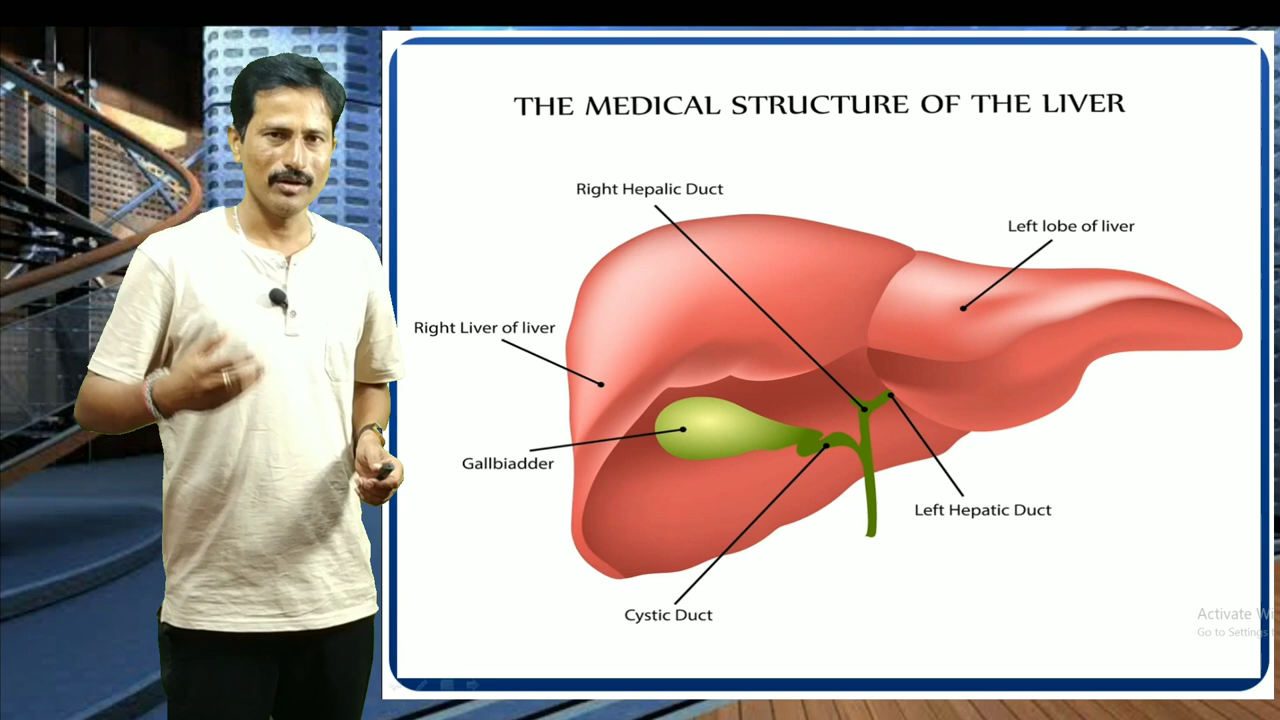 THE MEDICAL STRUCTURE OF THE LIVER
Right Hepalic Duct
Left lobe of liver
Right Liver of liver
Gallbiadder
Left Hepatic Duct
Cystic Duct
Activate Wi
Go to Settings t